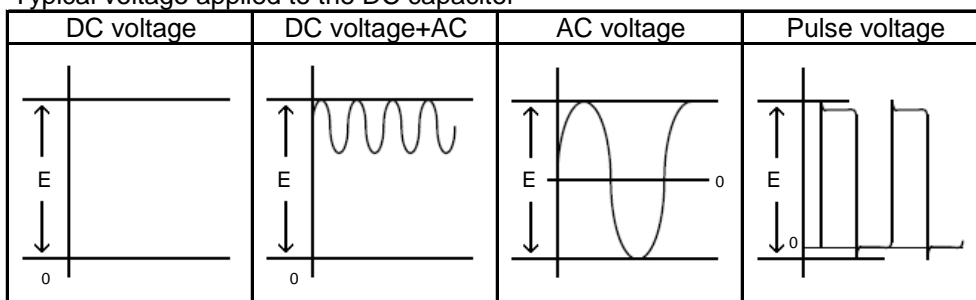 Typical voltage applied to the DC capacitor
DC voltage DC voltage+AC AC voltage Pulse voltage
E E E 0 E
0
0 0